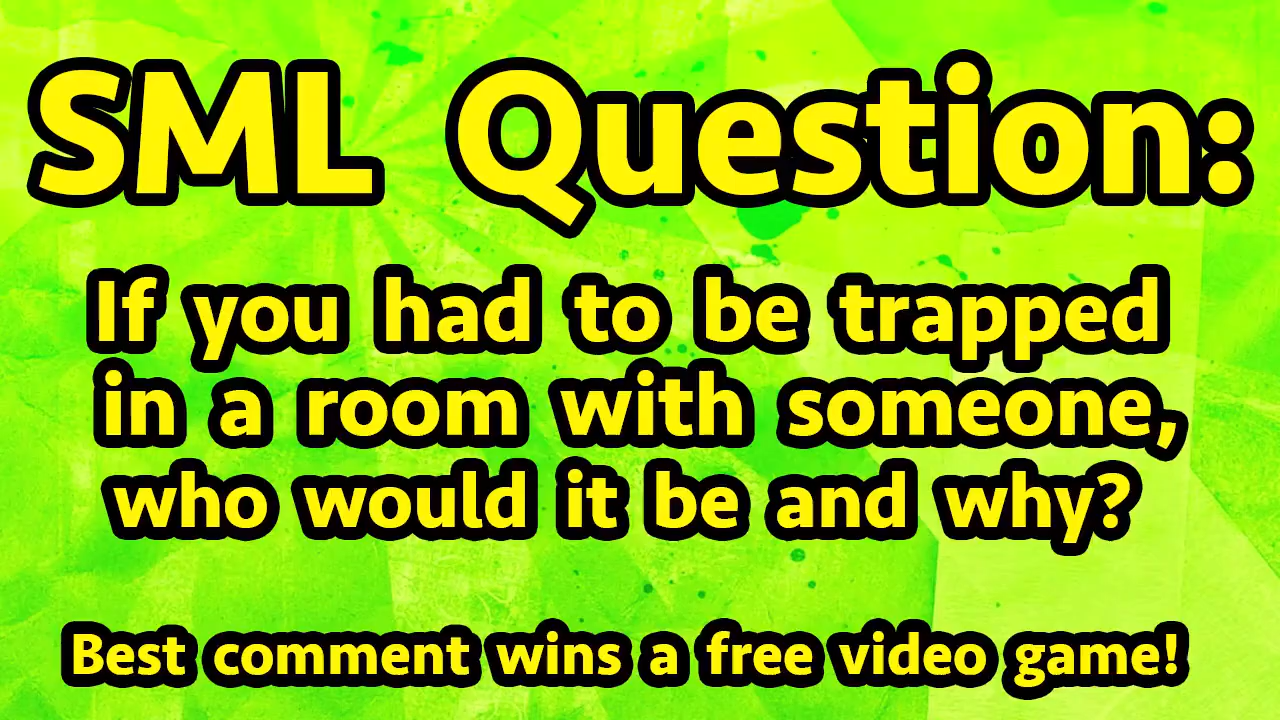 SML Question:
If you had to be trapped
in a room with someone,
who would it be and why?
Best comment wins a free video game!